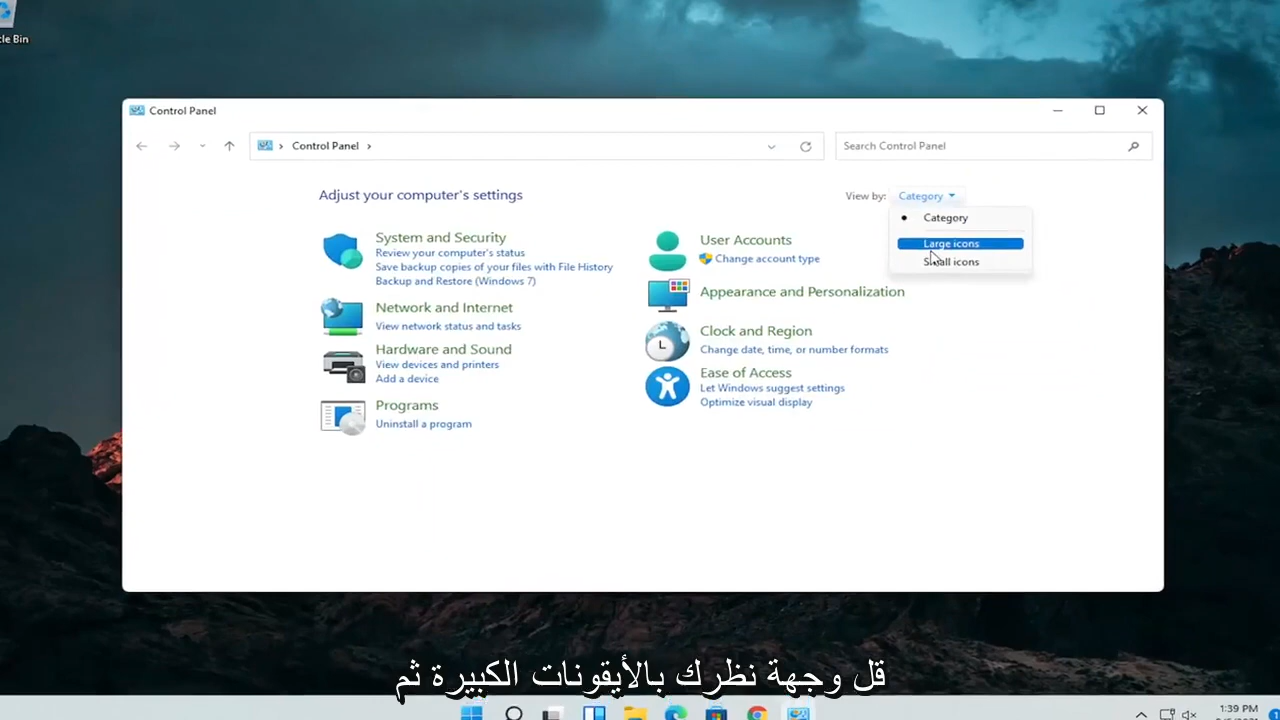 cle Bin
Control Panel
Control Panel
Search Control Panel
Adjust your computer's settings
View by: Category
Category
Large icons
Small icons
System and Security
Review your computer's status
Save backup copies of your files with File History
Backup and Restore (Windows 7)
Network and Internet
View network status and tasks
Hardware and Sound
View devices and printers
Add a device
Programs
Uninstall a program
User Accounts
Change account type
Appearance and Personalization
Clock and Region
Change date, time, or number formats
Ease of Access
Let Windows suggest settings
Optimize visual display
قل وجهة نظرك بالأيقونات الكبيرة ثم
1:39 PM